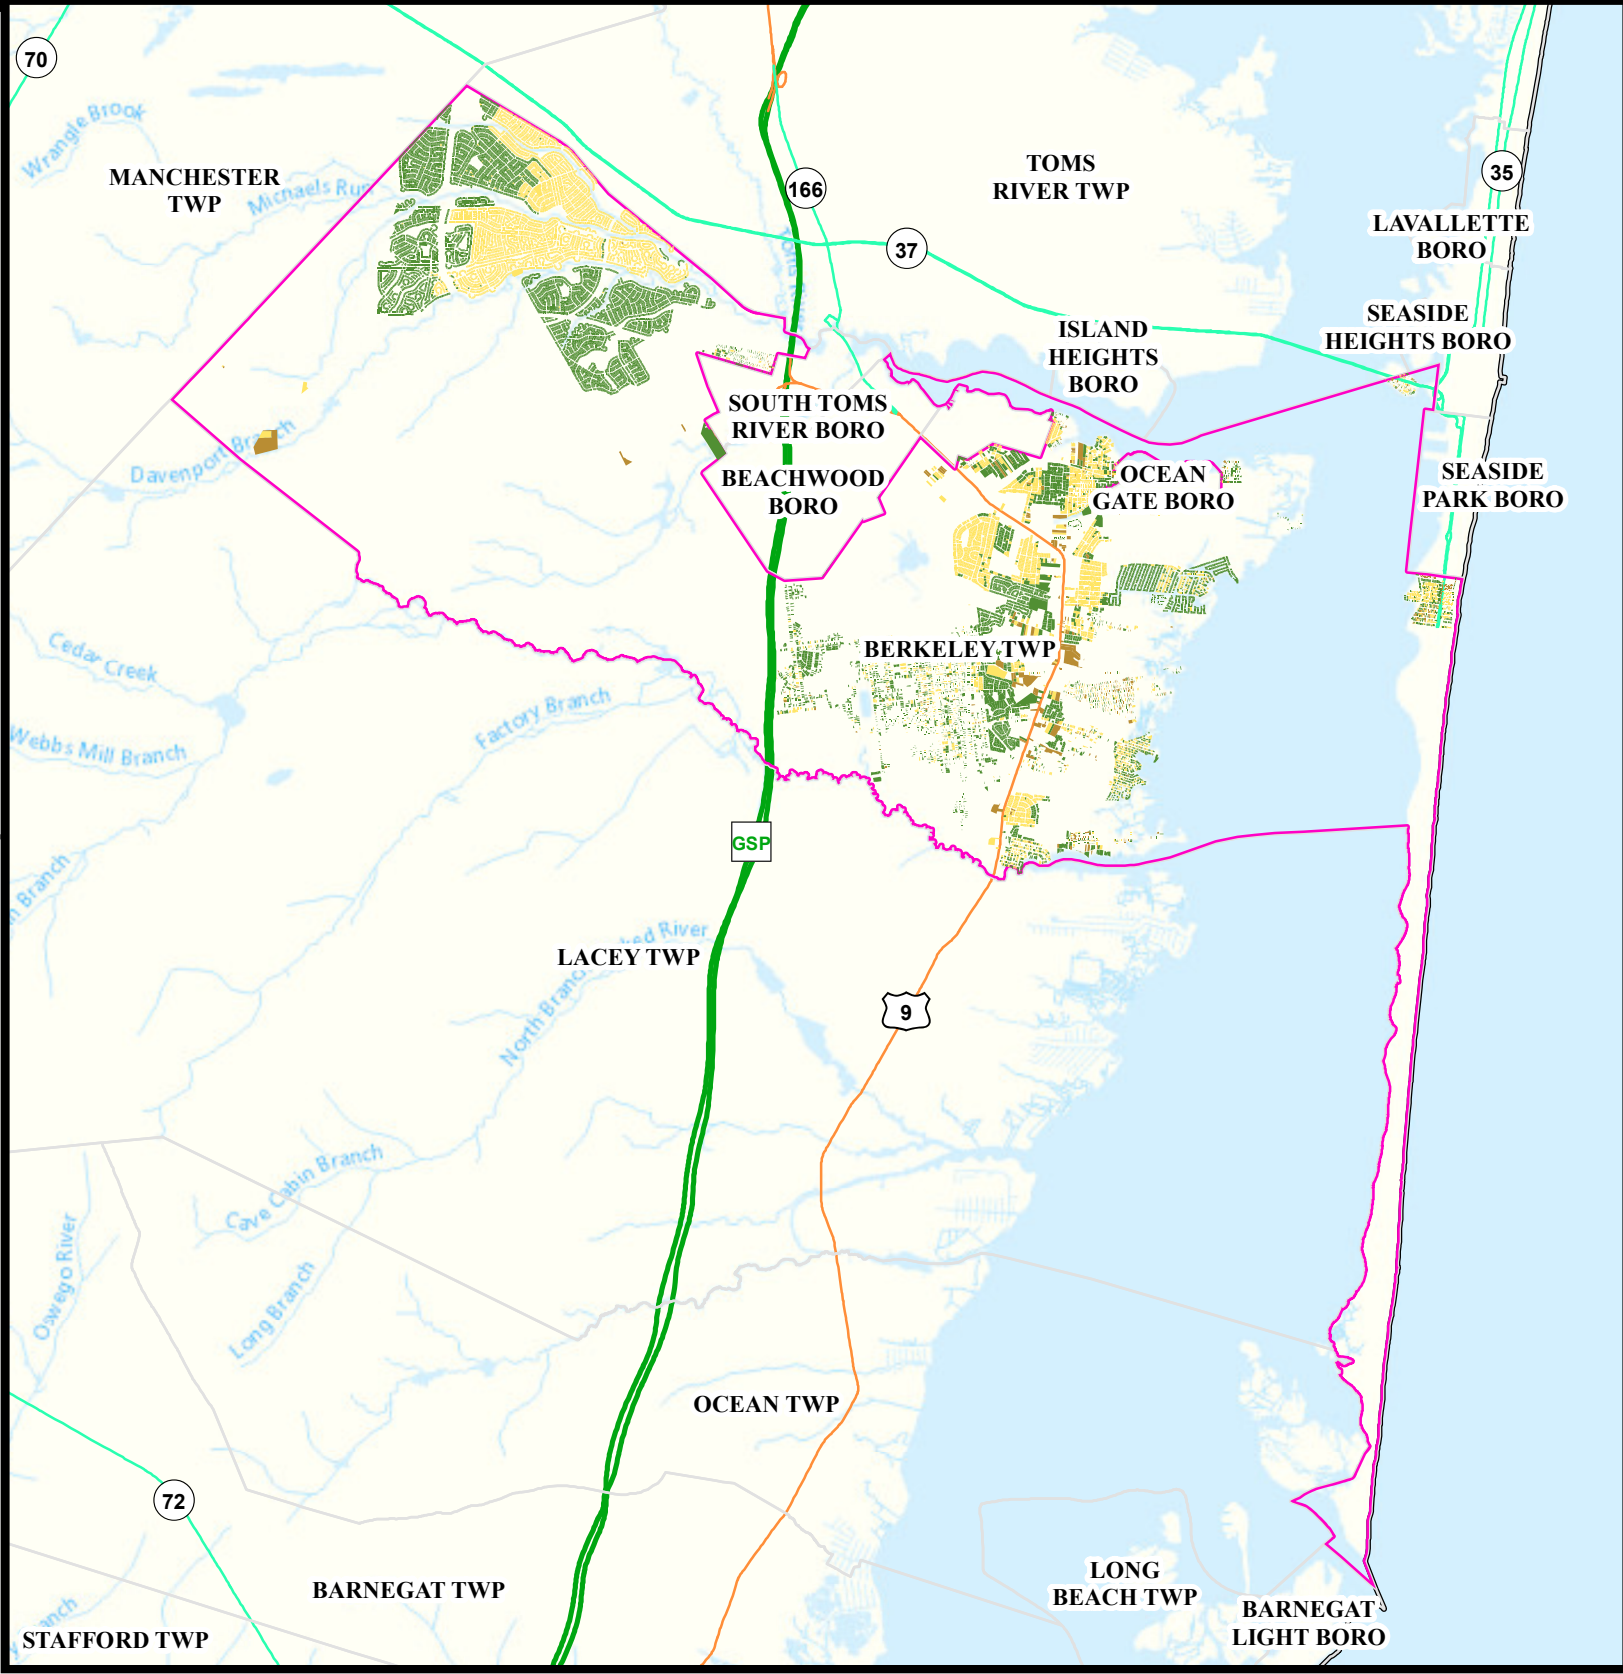 70
Wrangle Brook
MANCHESTER
TWP
Michaels Run
166
TOMS
RIVER TWP
35
37
LAVALLETTE
BORO
ISLAND
HEIGHTS
BORO
SEASIDE
HEIGHTS BORO
SOUTH TOMS
RIVER BORO
Davenport Branch
BEACHWOOD
BORO
OCEAN
GATE BORO
SEASIDE
PARK BORO
BERKELEY TWP
Cedar Creek
Factory Branch
Webbs Mill Branch
GSP
Branch
LACEY TWP
North Branch
ked River
9
Cave Cabin Branch
Oswego River
Long Branch
OCEAN TWP
72
BARNEGAT TWP
LONG
BEACH TWP
BARNEGAT
LIGHT BORO
STAFFORD TWP